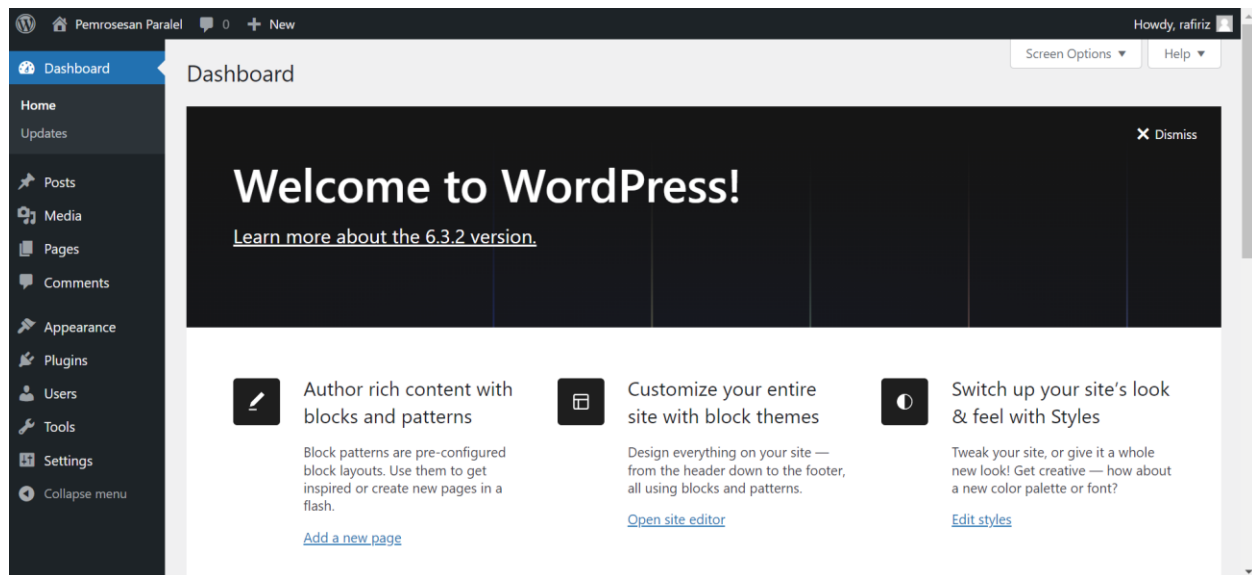 Pemrosesan Paralel 0 New Howdy, rafiriz
Screen Options Help
Dashboard
Home
Updates
Posts
Media
Pages
Comments
Appearance
Plugins
Users
Tools
Settings
Collapse menu
Dashboard
Dismiss
Welcome to WordPress!
Learn more about the 6.3.2 version.
Author rich content with
blocks and patterns
Block patterns are pre-configured
block layouts. Use them to get
inspired or create new pages in a
flash.
Add a new page
Customize your entire
site with block themes
Design everything on your site —
from the header down to the footer,
all using blocks and patterns.
Open site editor
Switch up your site’s look
& feel with Styles
Tweak your site, or give it a whole
new look! Get creative — how about
a new color palette or font?
Edit styles